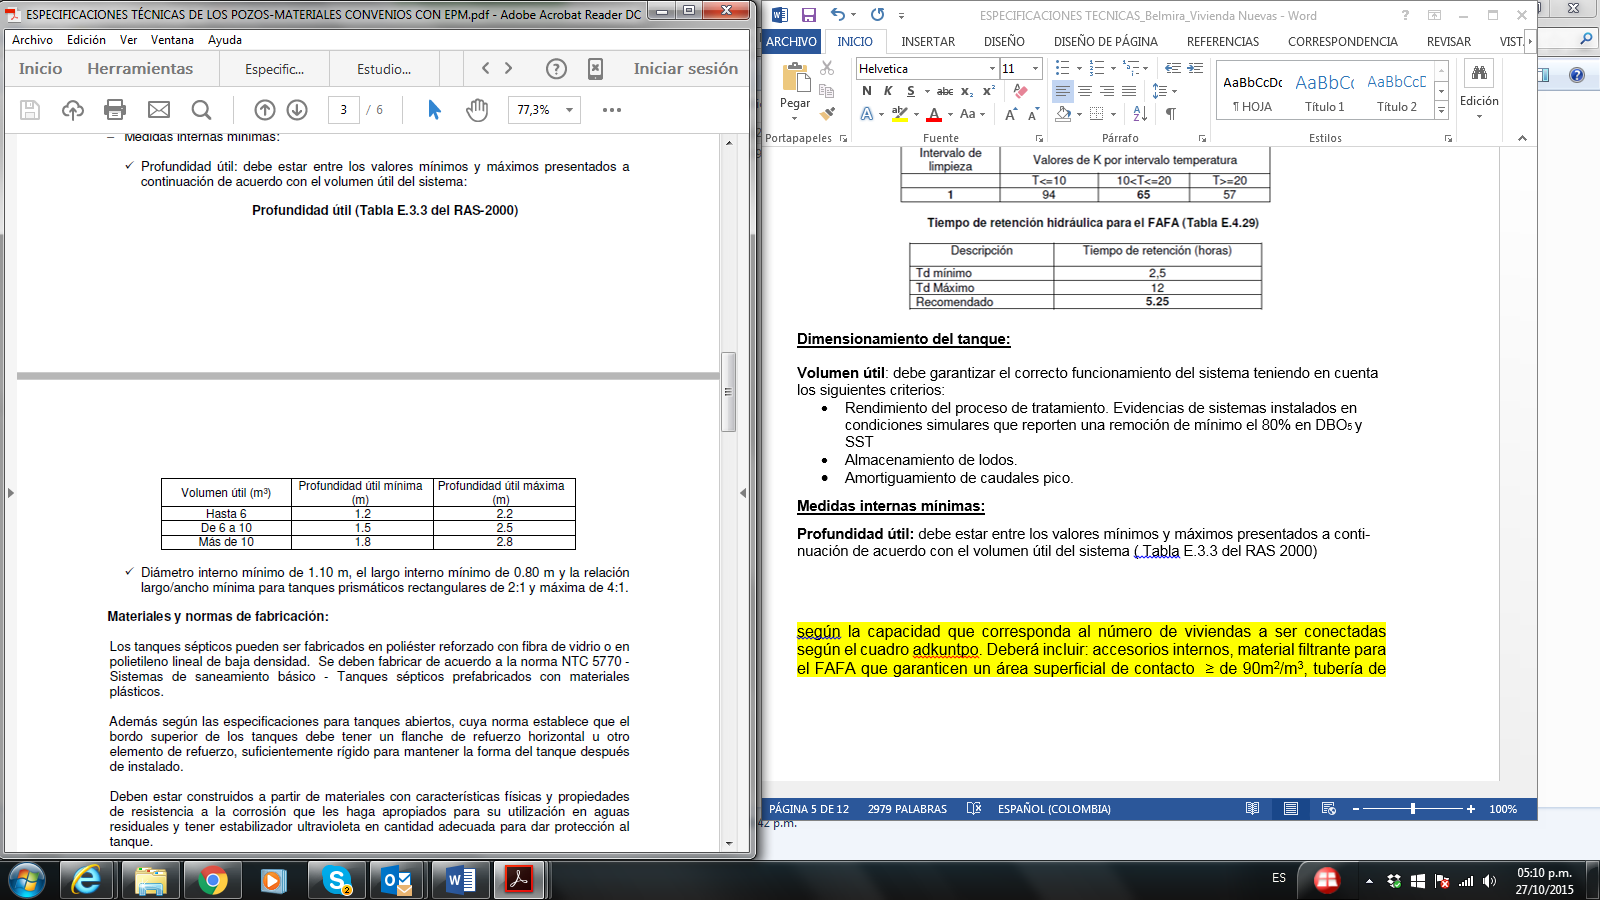 ESPECIFICACIONES TÉCNICAS DE LOS POZOS-MATERIALES CONVENIOS CON EPM.pdf - Adobe Acrobat Reader DC
Archivo Edición Ver Ventana Ayuda
Inicio Herramientas Especific... Estudio... Iniciar sesión
3 / 6 77,3%
– Medidas internas mínimas:
✓ Profundidad útil: debe estar entre los valores mínimos y máximos presentados a
continuación de acuerdo con el volumen útil del sistema:
Profundidad útil (Tabla E.3.3 del RAS-2000)
Volumen útil (m³) Profundidad útil mínima (m) Profundidad útil máxima (m)
Hasta 6 1.2 2.2
De 6 a 10 1.5 2.5
Más de 10 1.8 2.8
✓ Diámetro interno mínimo de 1.10 m, el largo interno mínimo de 0.80 m y la relación
largo/ancho mínima para tanques prismáticos rectangulares de 2:1 y máxima de 4:1.
Materiales y normas de fabricación:
Los tanques sépticos pueden ser fabricados en poliéster reforzado con fibra de vidrio o en
polietileno lineal de baja densidad. Se deben fabricar de acuerdo a la norma NTC 5770 -
Sistemas de saneamiento básico - Tanques sépticos prefabricados con materiales
plásticos.
Además según las especificaciones para tanques abiertos, cuya norma establece que el
bordo superior de los tanques debe tener un flanche de refuerzo horizontal u otro
elemento de refuerzo, suficientemente rígido para mantener la forma del tanque después
de instalado.
Deben estar construidos a partir de materiales con características físicas y propiedades
de resistencia a la corrosión que les haga apropiados para su utilización en aguas
residuales y tener estabilizador ultravioleta en cantidad adecuada para dar protección al
tanque.
ESPECIFICACIONES TECNICAS_Belmira_Vivienda Nuevas - Word
ARCHIVO INICIO INSERTAR DISEÑO DISEÑO DE PÁGINA REFERENCIAS CORRESPONDENCIA REVISAR VIST
Pegar Helvetica 11 AaBbCcDc AaBbCc AaBbCcD
N K S abc x₂ x² ¶ HOJA Título 1 Título 2 Edición
Portapapeles Fuente Párrafo Estilos
Intervalo de limpieza Valores de K por intervalo temperatura
T<=10 10<T<=20 T>=20
1 94 65 57
Tiempo de retención hidráulica para el FAFA (Tabla E.4.29)
Descripción Tiempo de retención (horas)
Td mínimo 2,5
Td Máximo 12
Recomendado 5.25
Dimensionamiento del tanque:
Volumen útil: debe garantizar el correcto funcionamiento del sistema teniendo en cuenta
los siguientes criterios:
• Rendimiento del proceso de tratamiento. Evidencias de sistemas instalados en
condiciones simulares que reporten una remoción de mínimo el 80% en DBO₅ y
SST
• Almacenamiento de lodos.
• Amortiguamiento de caudales pico.
Medidas internas mínimas:
Profundidad útil: debe estar entre los valores mínimos y máximos presentados a conti-
nuación de acuerdo con el volumen útil del sistema ( Tabla E.3.3 del RAS 2000)
según la capacidad que corresponda al número de viviendas a ser conectadas
según el cuadro adkuntpo. Deberá incluir: accesorios internos, material filtrante para
el FAFA que garanticen un área superficial de contacto ≥ de 90m²/m³, tubería de
PÁGINA 5 DE 12 2979 PALABRAS ESPAÑOL (COLOMBIA) 100%
42 p.m.
2
ES
05:10 p.m.
27/10/2015